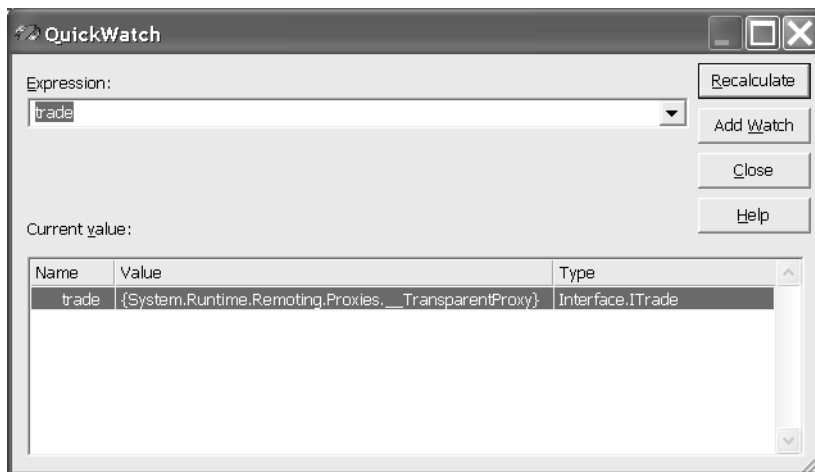 QuickWatch
Expression:
trade
Recalculate
Add Watch
Close
Help
Current value:
Name Value Type
trade {System.Runtime.Remoting.Proxies.__TransparentProxy} Interface.ITrade